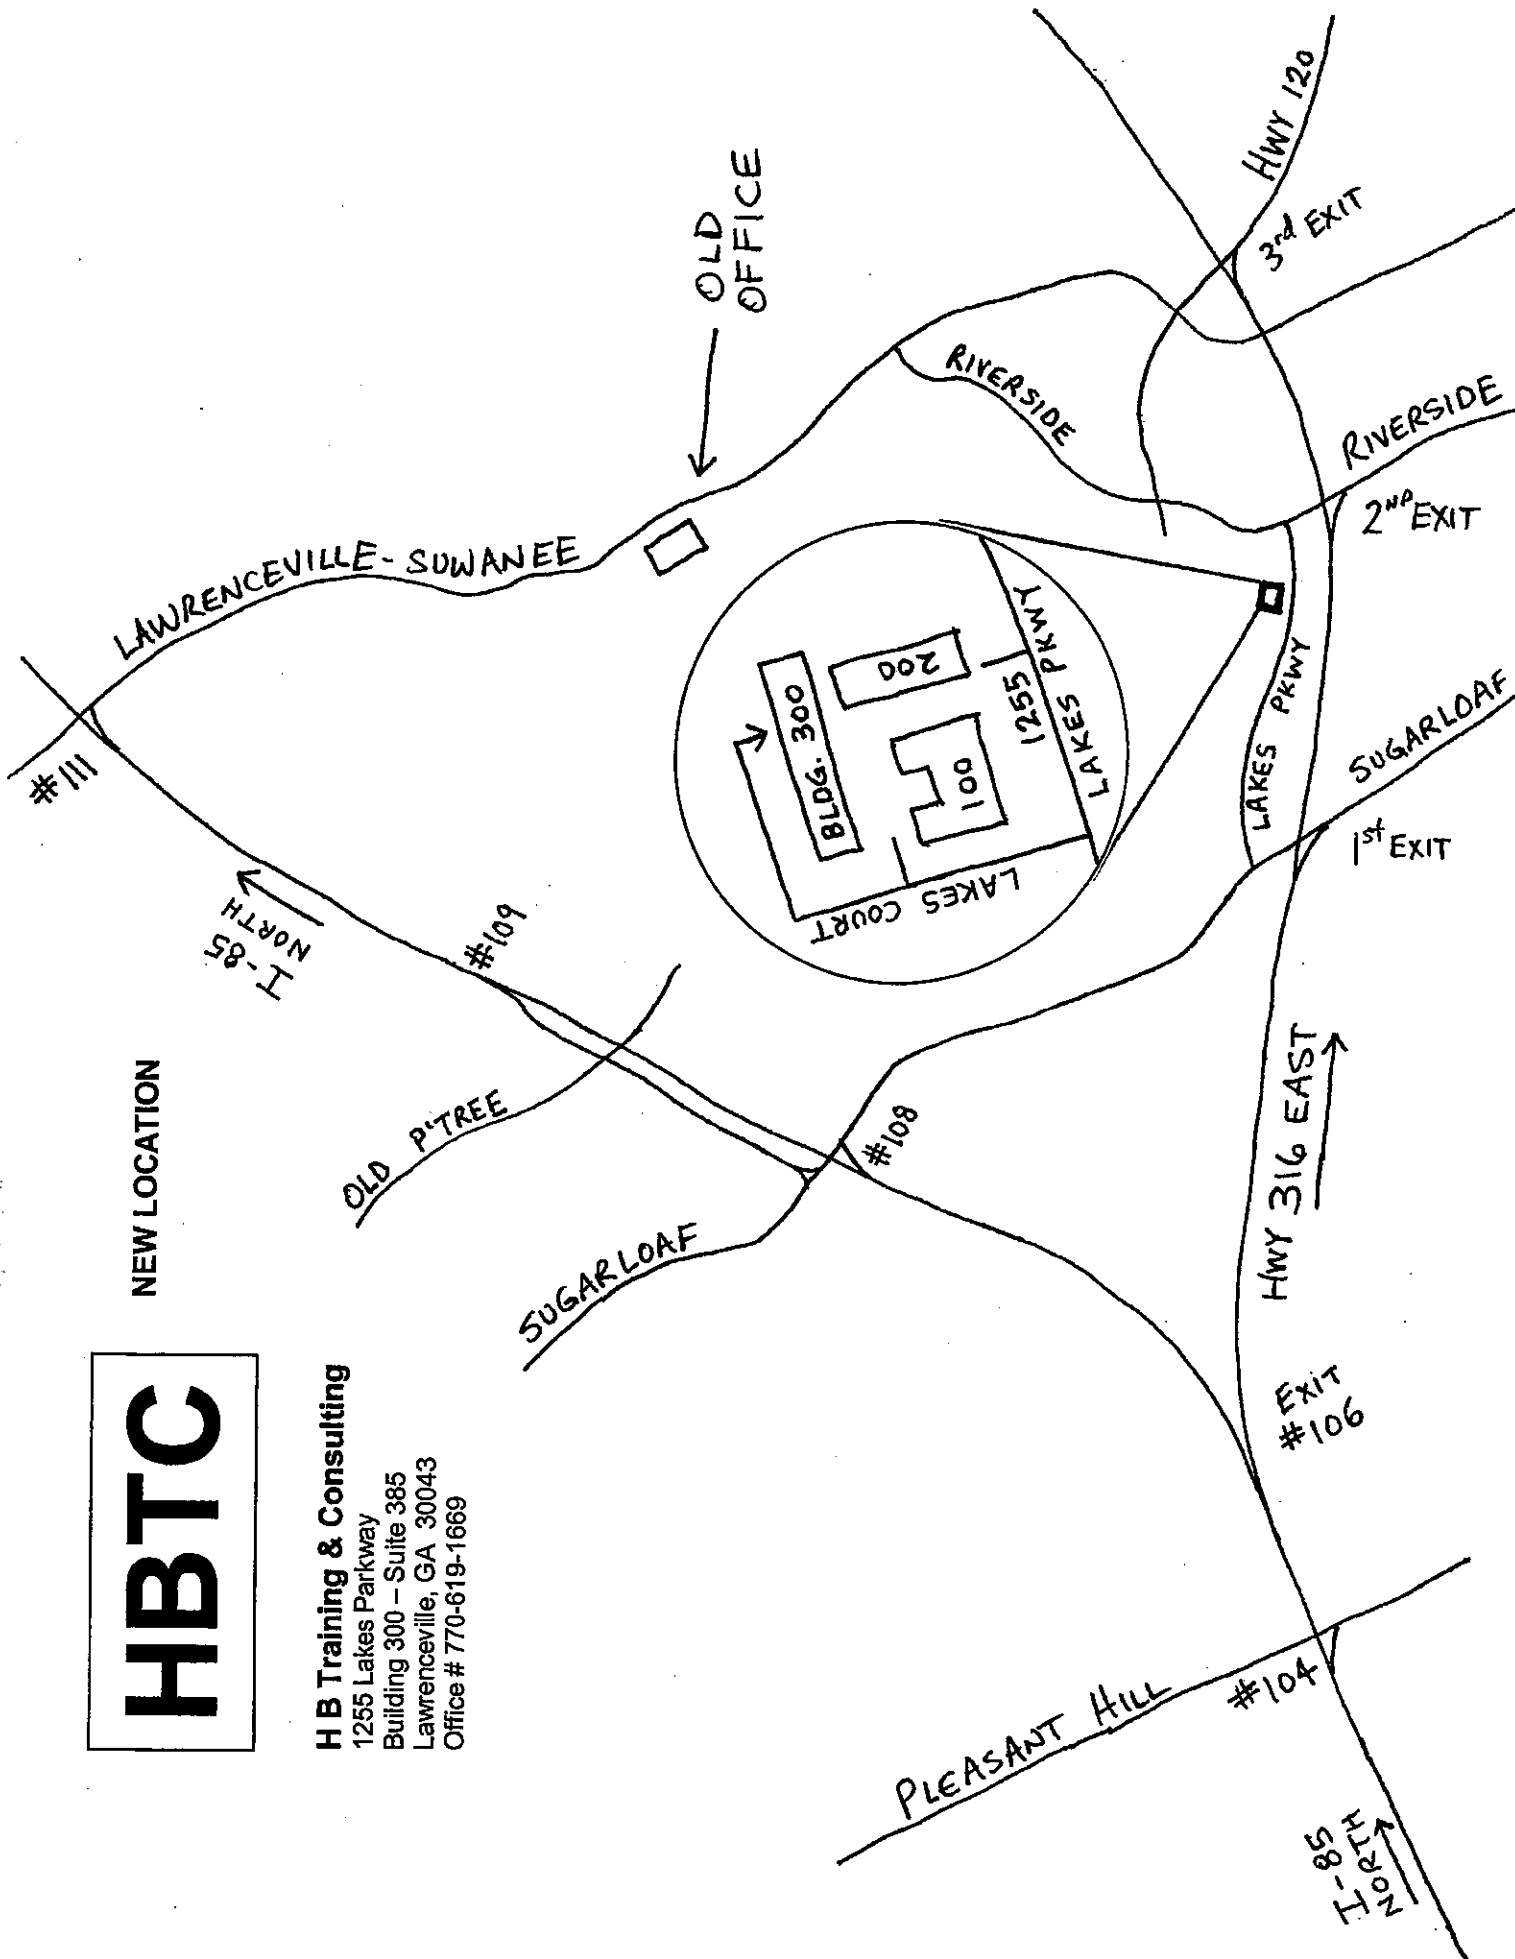 HBTC
NEW LOCATION
H B Training & Consulting
1255 Lakes Parkway
Building 300 – Suite 385
Lawrenceville, GA 30043
Office # 770-619-1669
I-85
NORTH
#111
LAWRENCEVILLE-SUWANEE
OLD P'TREE
#109
SUGARLOAF
#108
OLD
OFFICE
BLDG. 300
200
100
1255
LAKES COURT
LAKES PKWY
RIVERSIDE
PLEASANT HILL
#104
I-85
NORTH
EXIT
#106
HWY 316 EAST
LAKES PKWY
1st EXIT
SUGARLOAF
2ND EXIT
RIVERSIDE
3rd EXIT
HWY 120